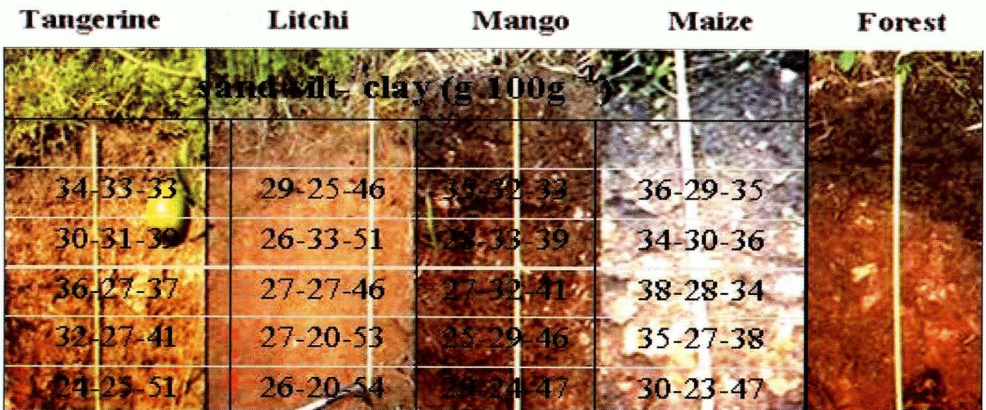 Tangerine Litchi Mango Maize Forest
sand-silt- clay (g 100g⁻¹)
34-33-33 29-25-46 36-29-35
30-31-39 26-33-51 28-33-39 34-30-36
36-27-37 27-27-46 27-32-41 38-28-34
32-27-41 27-20-53 25-29-46 35-27-38
24-25-51 26-20-54 29-24-47 30-23-47